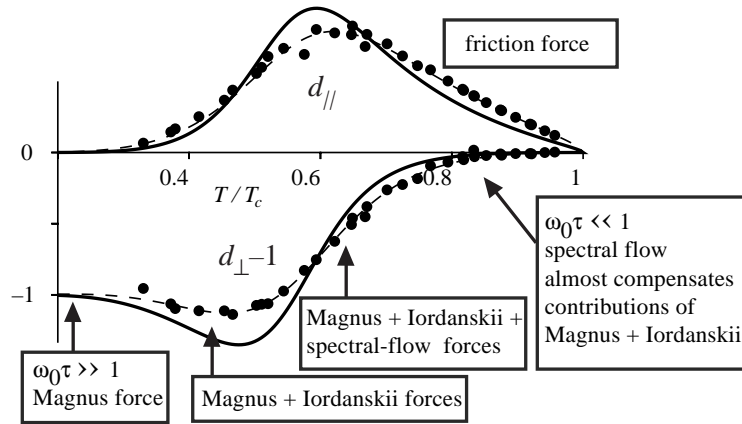 friction force
d//
0
0.4
0.6
0.8
1
T / Tc
d⊥–1
–1
ω0τ << 1
spectral flow
almost compensates
contributions of
Magnus + Iordanskii
Magnus + Iordanskii +
spectral-flow forces
ω0τ >> 1
Magnus force
Magnus + Iordanskii forces